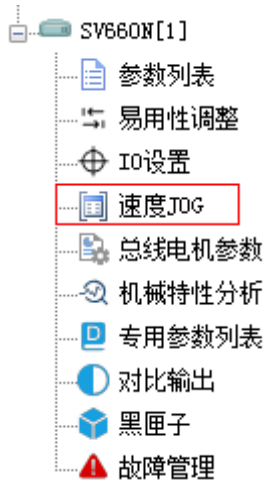 SV660N[1]
参数列表
易用性调整
IO设置
速度JOG
总线电机参数
机械特性分析
专用参数列表
对比输出
黑匣子
故障管理